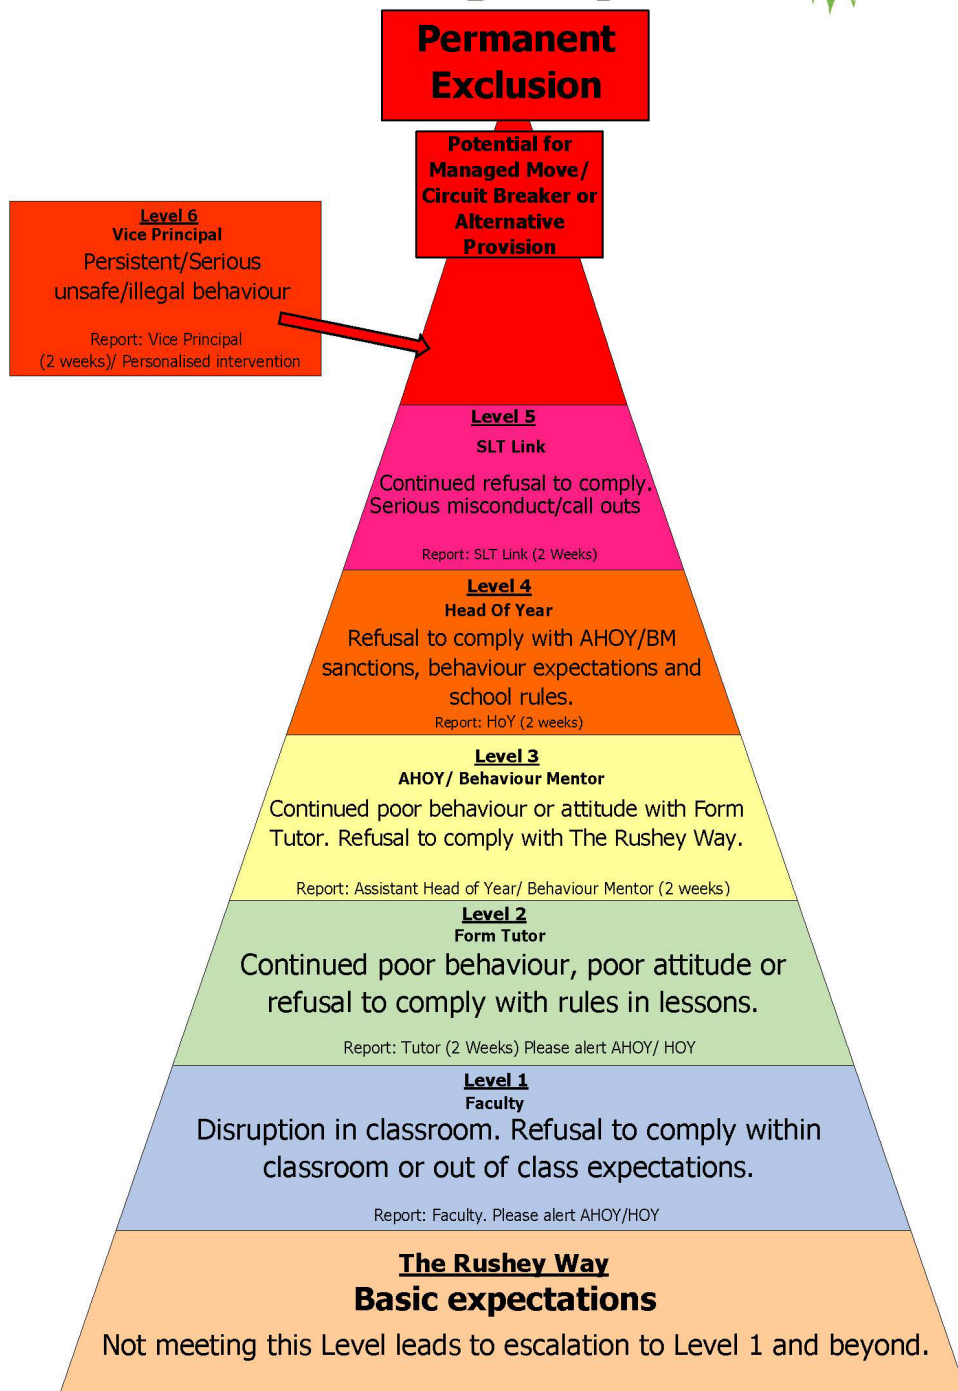 Permanent
Exclusion
Potential for
Managed Move/
Circuit Breaker or
Alternative
Provision
Level 6
Vice Principal
Persistent/Serious
unsafe/illegal behaviour
Report: Vice Principal
(2 weeks)/ Personalised intervention
Level 5
SLT Link
Continued refusal to comply.
Serious misconduct/call outs
Report: SLT Link (2 Weeks)
Level 4
Head Of Year
Refusal to comply with AHOY/BM
sanctions, behaviour expectations and
school rules.
Report: HoY (2 weeks)
Level 3
AHOY/ Behaviour Mentor
Continued poor behaviour or attitude with Form
Tutor. Refusal to comply with The Rushey Way.
Report: Assistant Head of Year/ Behaviour Mentor (2 weeks)
Level 2
Form Tutor
Continued poor behaviour, poor attitude or
refusal to comply with rules in lessons.
Report: Tutor (2 Weeks) Please alert AHOY/ HOY
Level 1
Faculty
Disruption in classroom. Refusal to comply within
classroom or out of class expectations.
Report: Faculty. Please alert AHOY/HOY
The Rushey Way
Basic expectations
Not meeting this Level leads to escalation to Level 1 and beyond.